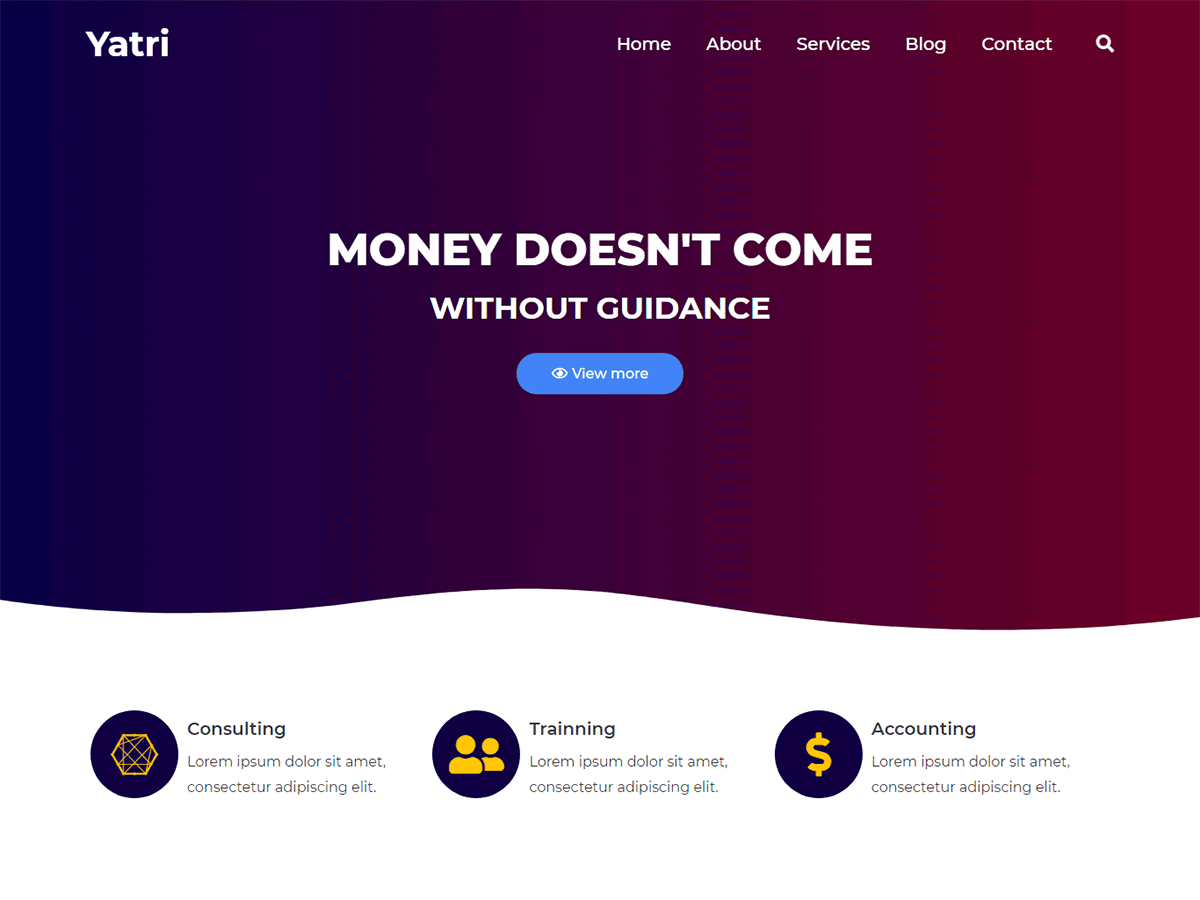 Yatri
Home About Services Blog Contact
MONEY DOESN'T COME
WITHOUT GUIDANCE
View more
Consulting
Lorem ipsum dolor sit amet,
consectetur adipiscing elit.
Trainning
Lorem ipsum dolor sit amet,
consectetur adipiscing elit.
Accounting
Lorem ipsum dolor sit amet,
consectetur adipiscing elit.